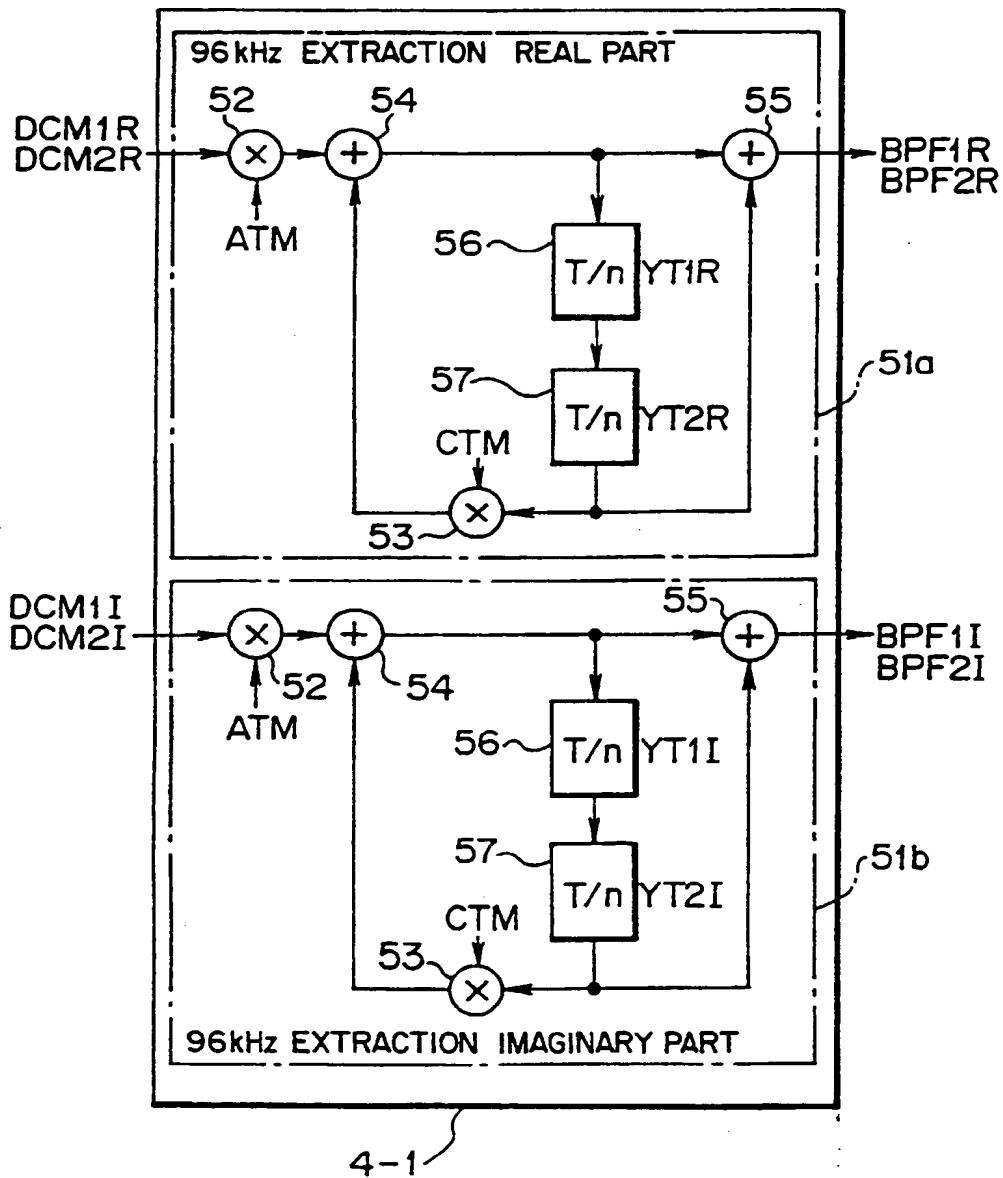 96kHz EXTRACTION REAL PART
52
54
55
DCM1R
DCM2R
×
+
+
BPF1R
BPF2R
ATM
56
T/n YT1R
57
T/n YT2R
51a
CTM
×
53
DCM1I
DCM2I
×
+
55
+
BPF1I
BPF2I
52
54
ATM
56
T/n YT1I
57
T/n YT2I
51b
CTM
53
×
96kHz EXTRACTION IMAGINARY PART
4-1